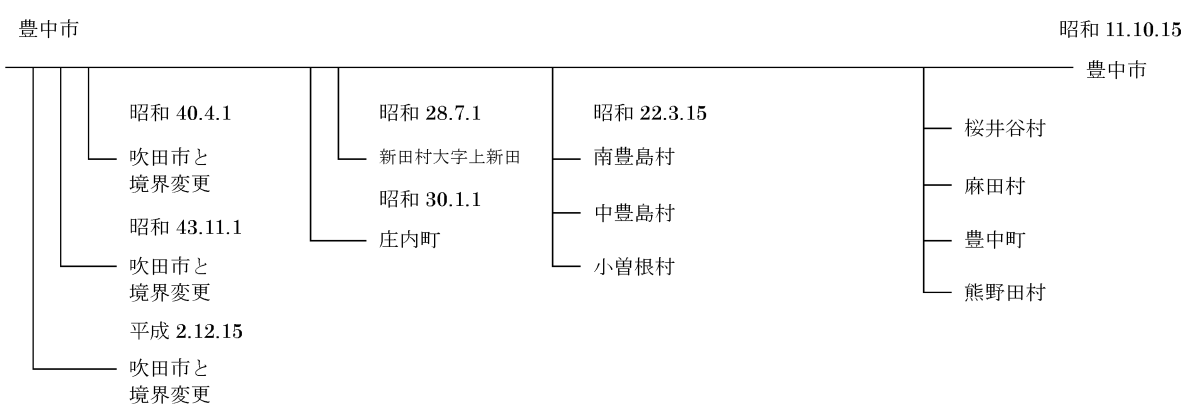 豊中市
昭和 11.10.15
豊中市
昭和 40.4.1
吹田市と
境界変更
昭和 43.11.1
吹田市と
境界変更
平成 2.12.15
吹田市と
境界変更
昭和 28.7.1
新田村大字上新田
昭和 30.1.1
庄内町
昭和 22.3.15
南豊島村
中豊島村
小曽根村
桜井谷村
麻田村
豊中町
熊野田村